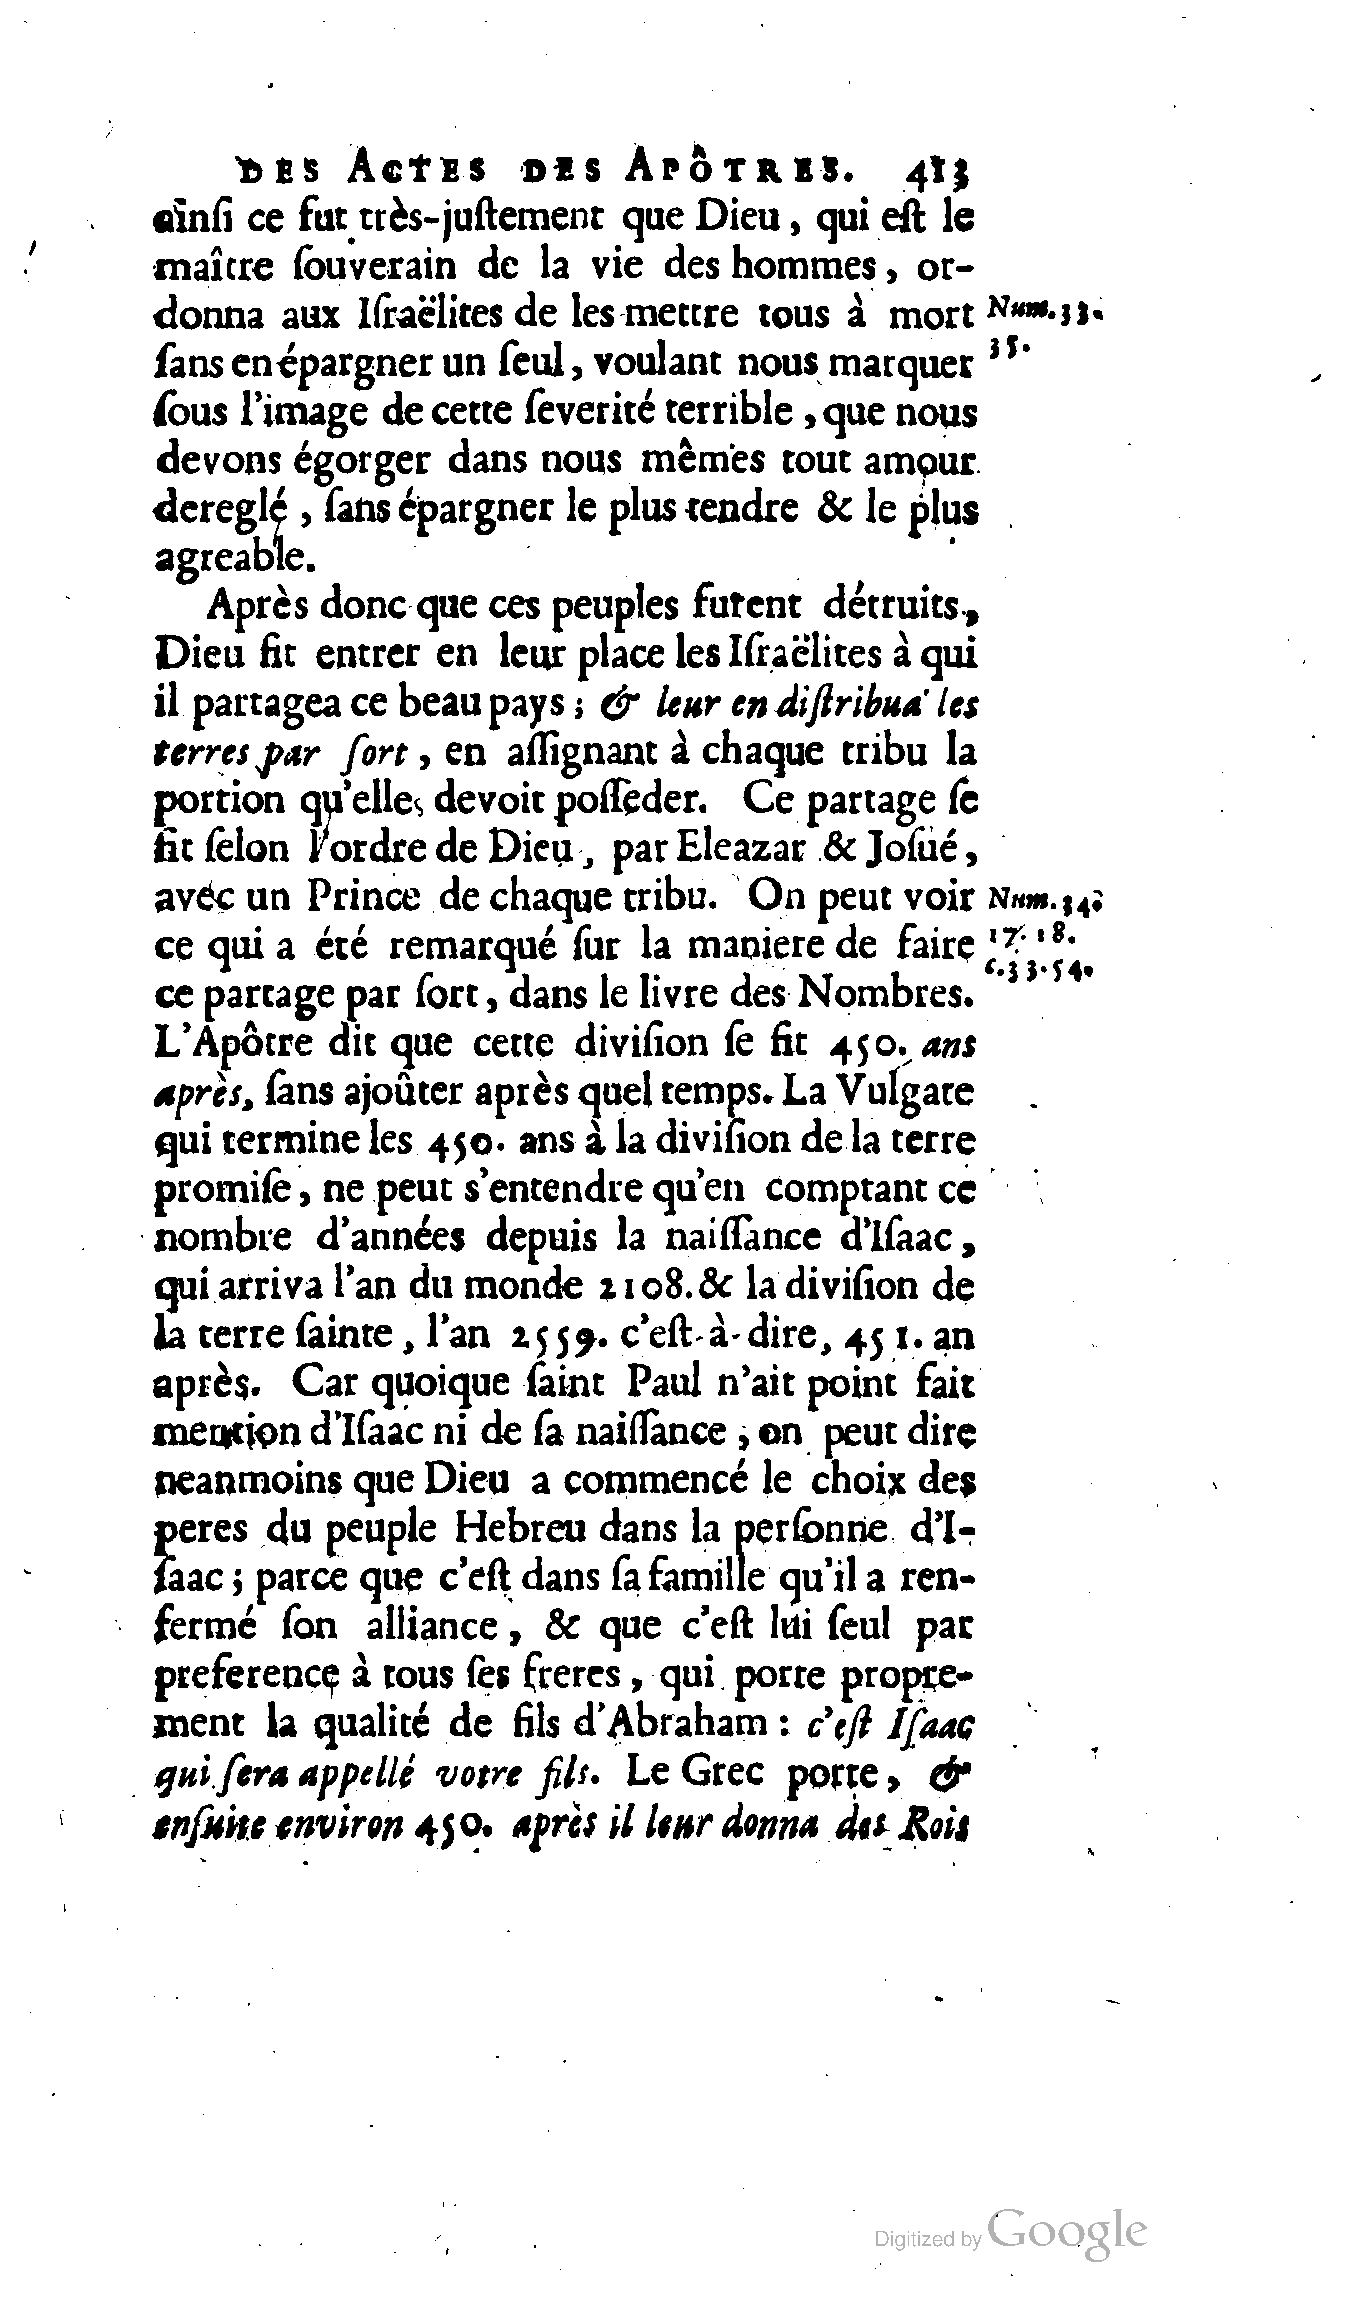 DES ACTES DES APÔTRES. 413
ainſi ce fut très-juſtement que Dieu, qui eſt le
maître ſouverain de la vie des hommes, or-
donna aux Iſraëlites de les mettre tous à mort Num. 33.
ſans en épargner un ſeul, voulant nous marquer 35.
ſous l'image de cette ſeverité terrible, que nous
devons égorger dans nous mêmes tout amour
dereglé, ſans épargner le plus tendre & le plus
agreable.
Après donc que ces peuples furent détruits,
Dieu fit entrer en leur place les Iſraëlites à qui
il partagea ce beau pays; & leur en diſtribua les
terres par ſort, en aſſignant à chaque tribu la
portion qu'elles devoit poſſeder. Ce partage ſe
fit ſelon l'ordre de Dieu, par Eleazar & Joſué,
avec un Prince de chaque tribu. On peut voir Num. 34.
ce qui a été remarqué ſur la maniere de faire 17. 18.
c. 33. 54.
ce partage par ſort, dans le livre des Nombres.
L'Apôtre dit que cette diviſion ſe fit 450. ans
après, ſans ajoûter après quel temps. La Vulgate
qui termine les 450. ans à la diviſion de la terre
promiſe, ne peut s'entendre qu'en comptant ce
nombre d'années depuis la naiſſance d'Iſaac,
qui arriva l'an du monde 2108. & la diviſion de
la terre ſainte, l'an 2559. c'eſt-à-dire, 451. an
après. Car quoique ſaint Paul n'ait point fait
mention d'Iſaac ni de ſa naiſſance, on peut dire
neanmoins que Dieu a commencé le choix des
peres du peuple Hebreu dans la perſonne d'I-
ſaac; parce que c'eſt dans ſa famille qu'il a ren-
fermé ſon alliance, & que c'eſt lui ſeul par
preference à tous ſes freres, qui porte propre-
ment la qualité de fils d'Abraham: c'eſt Iſaac
qui ſera appellé votre fils. Le Grec porte, &
enſuite environ 450. après il leur donna des Rois
Digitized by Google